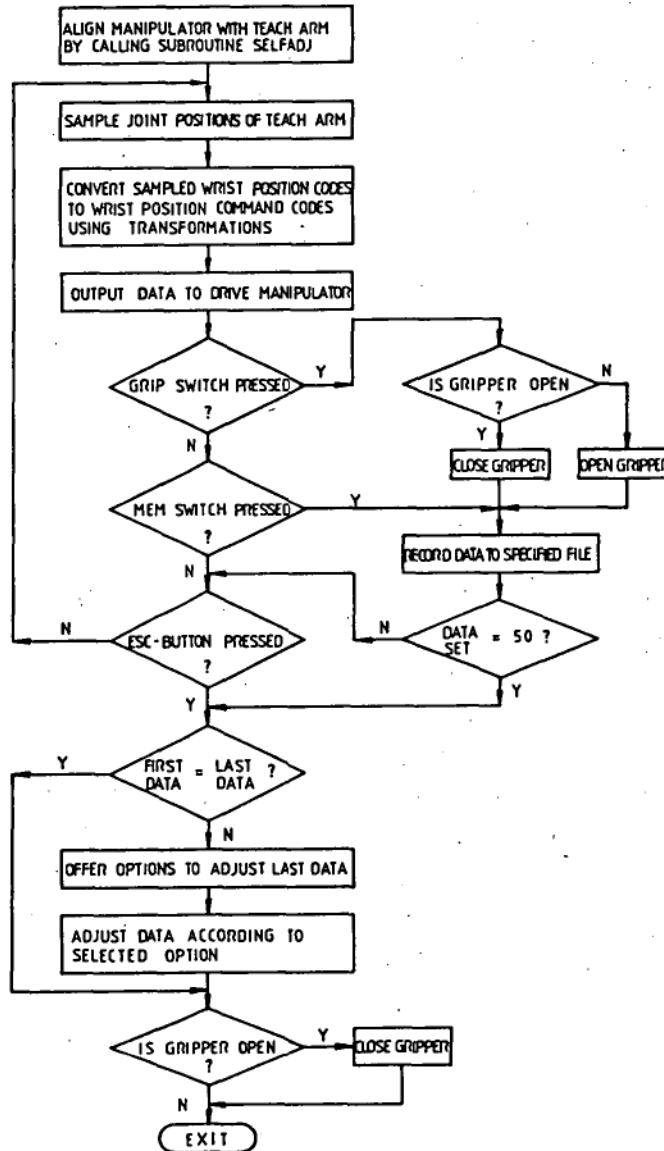 ALIGN MANIPULATOR WITH TEACH ARM
BY CALLING SUBROUTINE SELFADJ
SAMPLE JOINT POSITIONS OF TEACH ARM
CONVERT SAMPLED WRIST POSITION CODES
TO WRIST POSITION COMMAND CODES
USING TRANSFORMATIONS
OUTPUT DATA TO DRIVE MANIPULATOR
GRIP SWITCH PRESSED
?
Y
N
IS GRIPPER OPEN
?
N
Y
CLOSE GRIPPER
OPEN GRIPPER
MEM SWITCH PRESSED
?
Y
N
RECORD DATA TO SPECIFIED FILE
ESC-BUTTON PRESSED
?
N
Y
DATA
SET = 50 ?
N
Y
FIRST = LAST ?
DATA DATA
Y
N
OFFER OPTIONS TO ADJUST LAST DATA
ADJUST DATA ACCORDING TO
SELECTED OPTION
IS GRIPPER OPEN
?
Y
CLOSE GRIPPER
N
EXIT